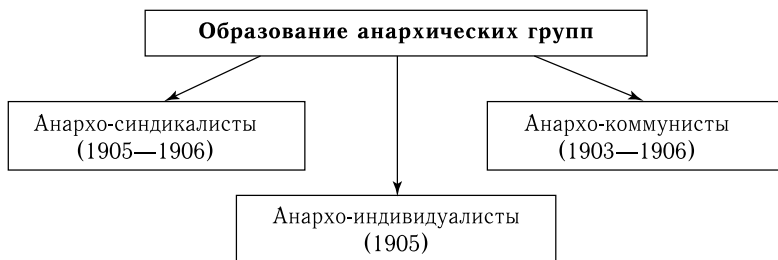 Образование анархических групп
Анархо-синдикалисты
(1905—1906)
Анархо-коммунисты
(1903—1906)
Анархо-индивидуалисты
(1905)